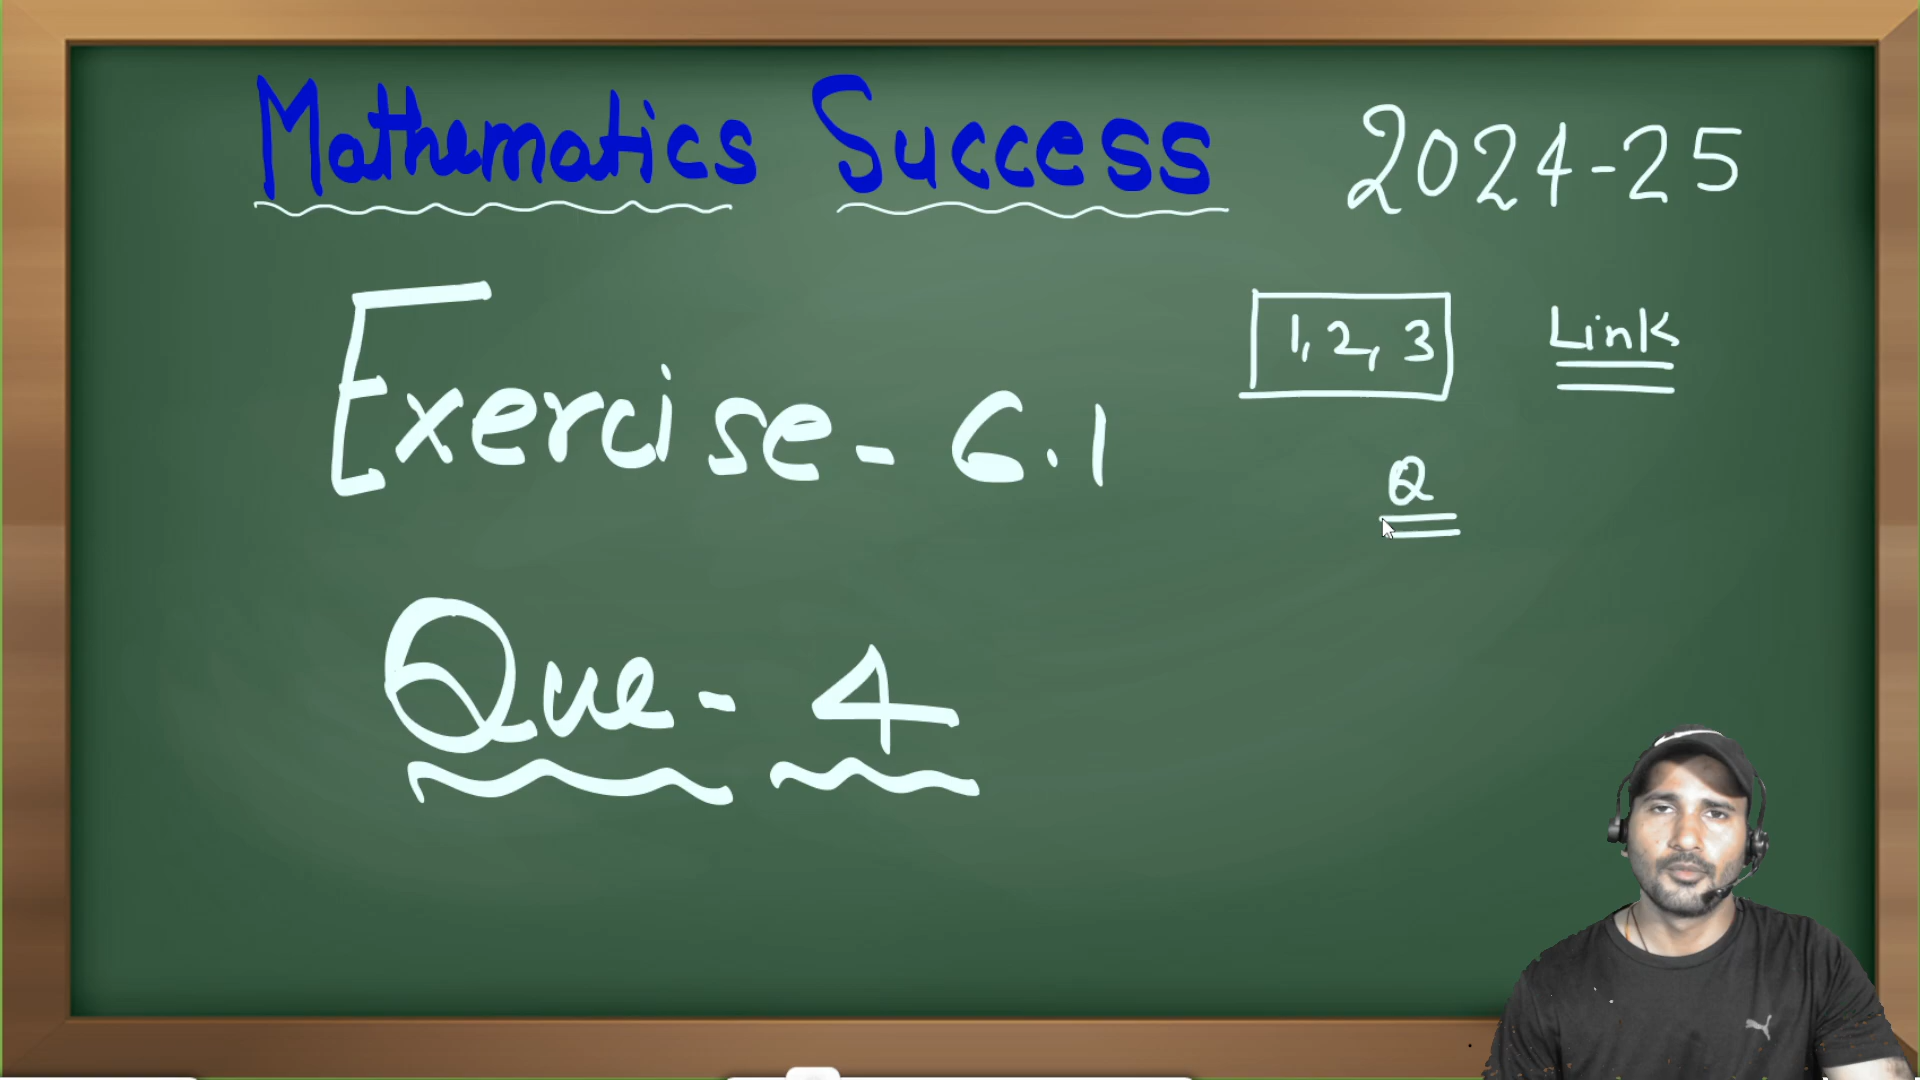 Mathematics Success 2024-25
1, 2, 3 Link
Exercise - 6.1
Q
Que - 4